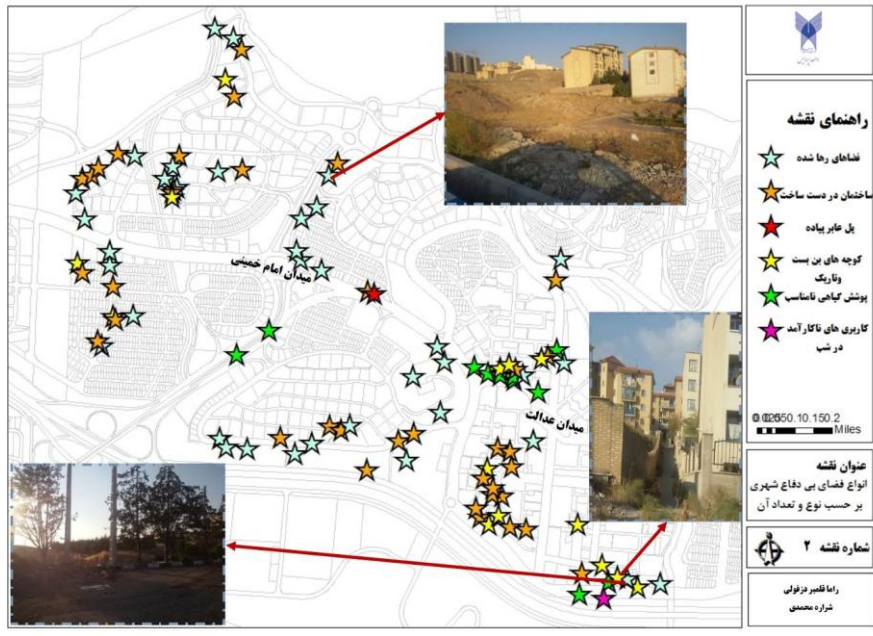 راهنمای نقشه
فضاهای رها شده
ساختمان در دست ساخت
پل عابر پیاده
کوچه های بن بست
وتاریک
پوشش گیاهی نامناسب
کاربری های ناکارآمد
در شب
میدان امام خمینی
میدان عدالت
Miles
عنوان نقشه
انواع فضای بی دفاع شهری
بر حسب نوع و تعداد آن
شماره نقشه ۲
راما قلمبر دزفولی
شراره محمدی